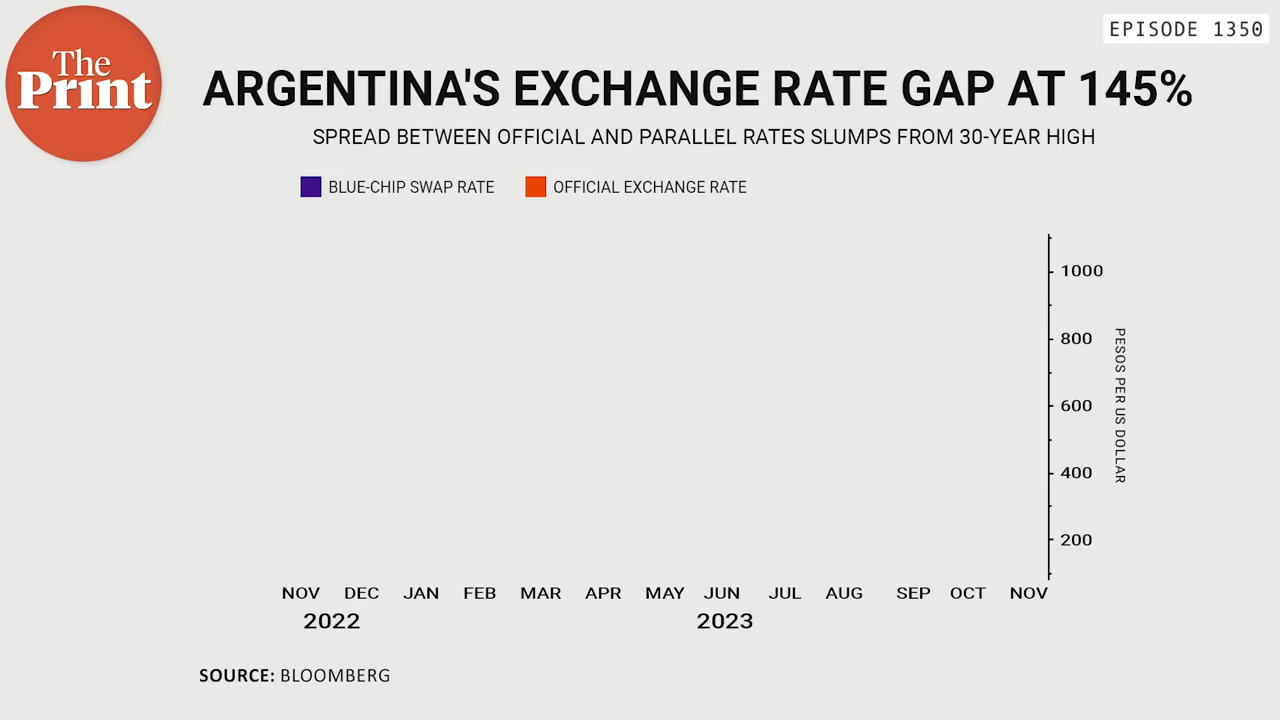 The
Print
EPISODE 1350
ARGENTINA'S EXCHANGE RATE GAP AT 145%
SPREAD BETWEEN OFFICIAL AND PARALLEL RATES SLUMPS FROM 30-YEAR HIGH
BLUE-CHIP SWAP RATE OFFICIAL EXCHANGE RATE
1000
800
600
400
200
PESOS PER US DOLLAR
NOV DEC JAN FEB MAR APR MAY JUN JUL AUG SEP OCT NOV
2022 2023
SOURCE: BLOOMBERG